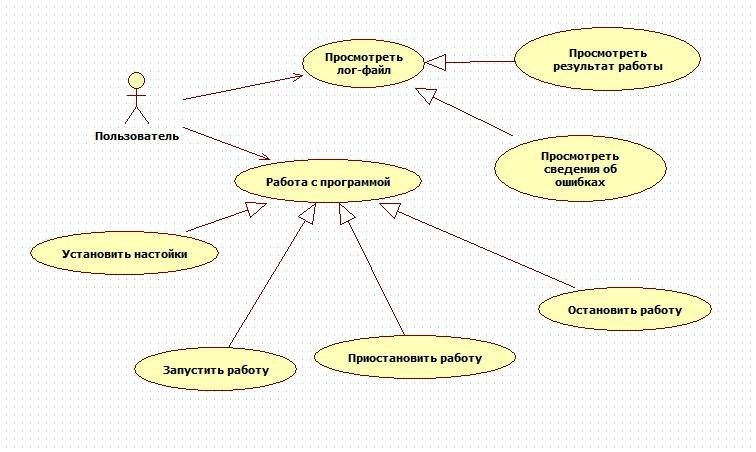 Просмотреть
лог-файл
Просмотреть
результат работы
Пользователь
Просмотреть
сведения об
ошибках
Работа с программой
Установить настойки
Остановить работу
Запустить работу
Приостановить работу